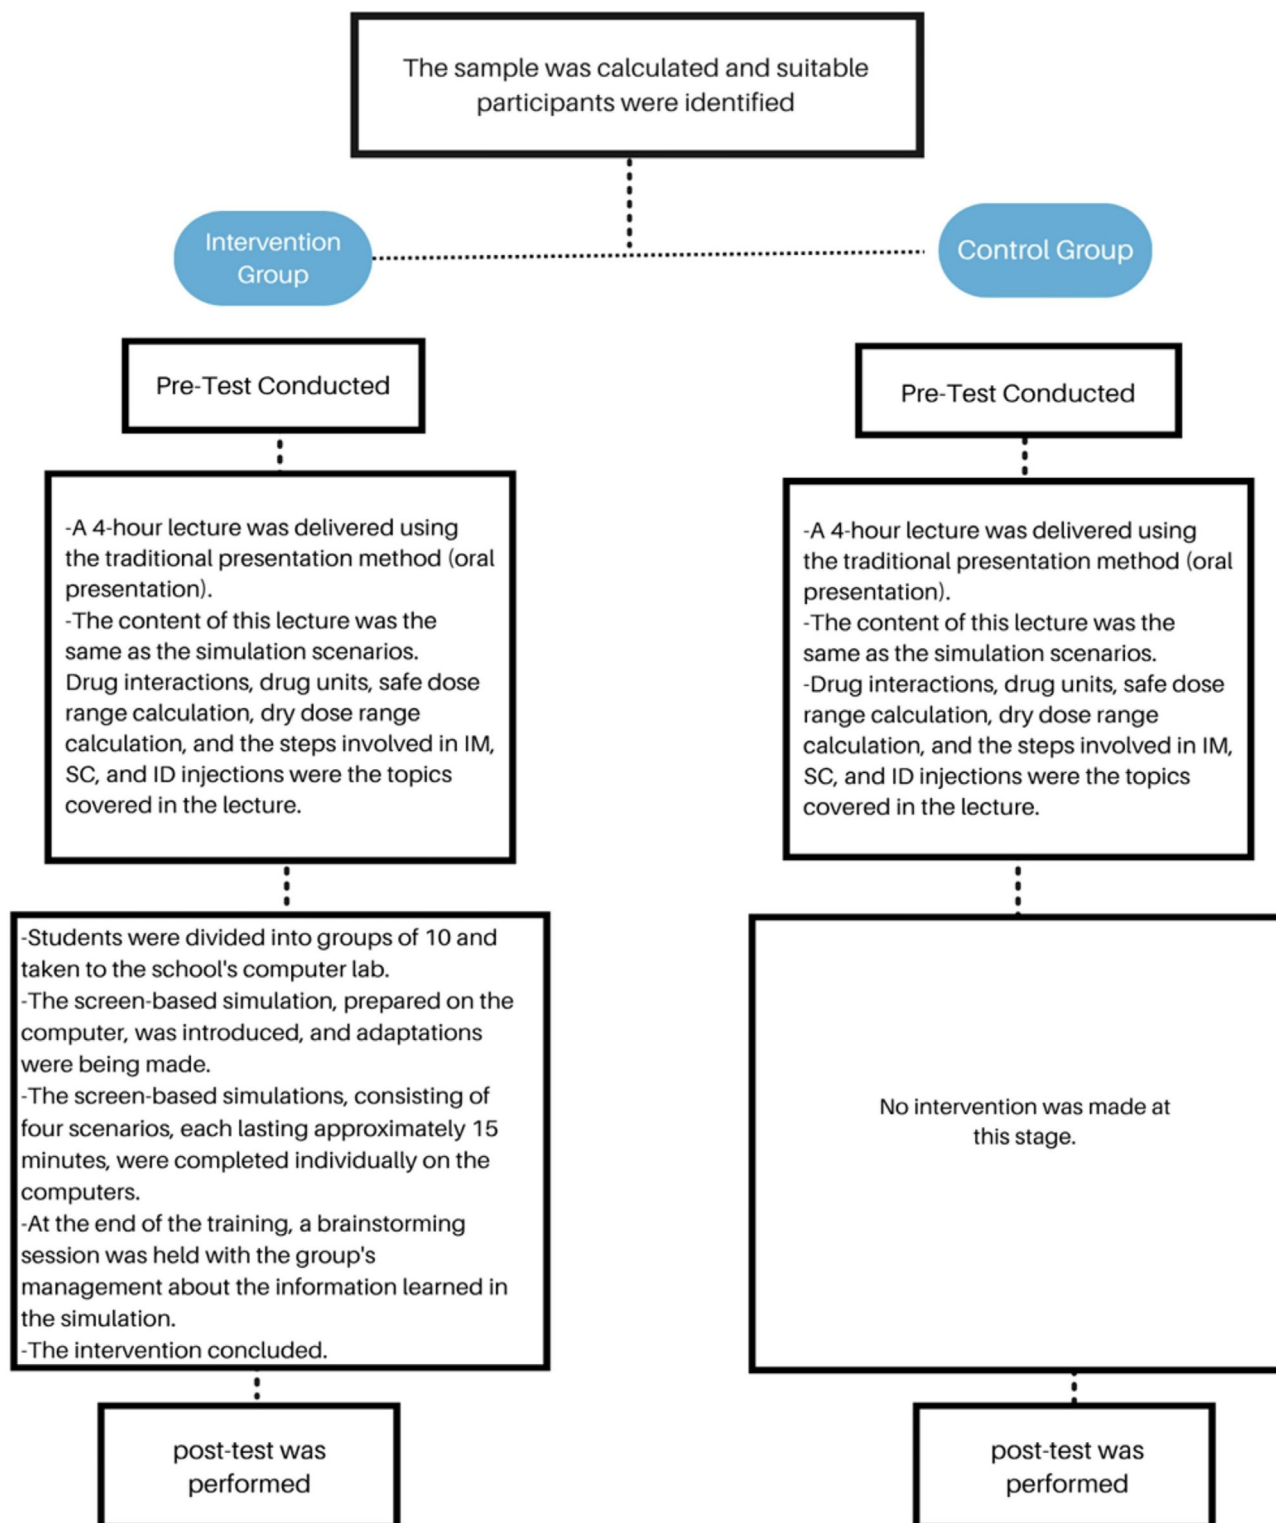 The sample was calculated and suitable
participants were identified
Intervention
Group
Control Group
Pre-Test Conducted
Pre-Test Conducted
-A 4-hour lecture was delivered using
the traditional presentation method (oral
presentation).
-The content of this lecture was the
same as the simulation scenarios.
Drug interactions, drug units, safe dose
range calculation, dry dose range
calculation, and the steps involved in IM,
SC, and ID injections were the topics
covered in the lecture.
-A 4-hour lecture was delivered using
the traditional presentation method (oral
presentation).
-The content of this lecture was the
same as the simulation scenarios.
-Drug interactions, drug units, safe dose
range calculation, dry dose range
calculation, and the steps involved in IM,
SC, and ID injections were the topics
covered in the lecture.
-Students were divided into groups of 10 and
taken to the school's computer lab.
-The screen-based simulation, prepared on the
computer, was introduced, and adaptations
were being made.
-The screen-based simulations, consisting of
four scenarios, each lasting approximately 15
minutes, were completed individually on the
computers.
-At the end of the training, a brainstorming
session was held with the group's
management about the information learned in
the simulation.
-The intervention concluded.
No intervention was made at
this stage.
post-test was
performed
post-test was
performed